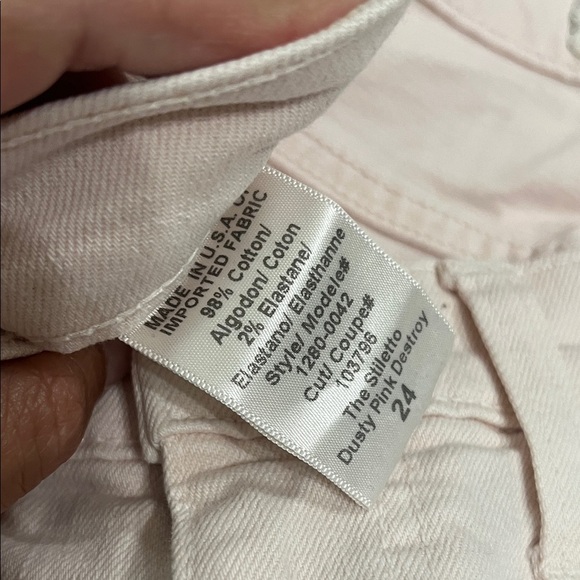 MADE IN U.S.A. O
IMPORTED FABRIC
98% Cotton/
Algodon/ Coton
2% Elastane/
Elastano/ Elasthanne
Style/ Modele#
1280-0042
Cut/ Coupe#
103796
The Stiletto
Dusty Pink Destroy
24